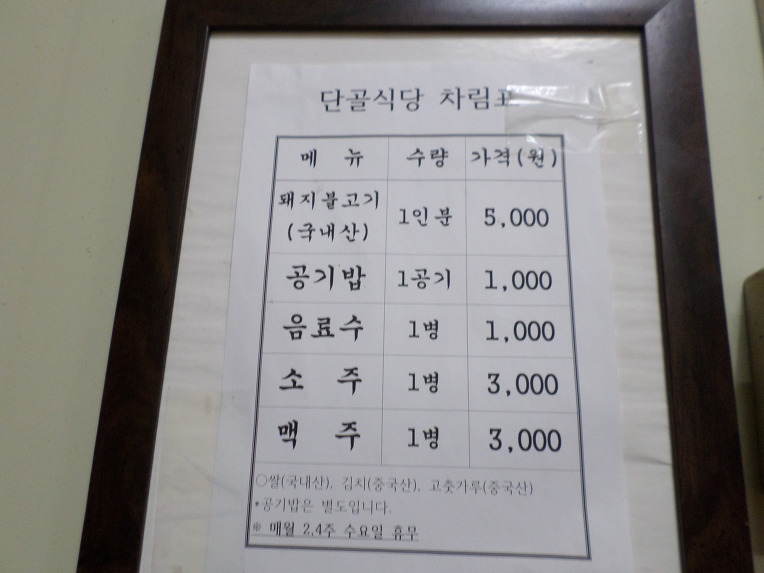 단골식당 차림표
메 뉴 수량 가격(원)
돼지불고기
(국내산) 1인분 5,000
공기밥 1공기 1,000
음료수 1병 1,000
소 주 1병 3,000
맥 주 1병 3,000
○쌀(국내산), 김치(중국산), 고춧가루(중국산)
*공기밥은 별도입니다.
※ 매월 2,4주 수요일 휴무